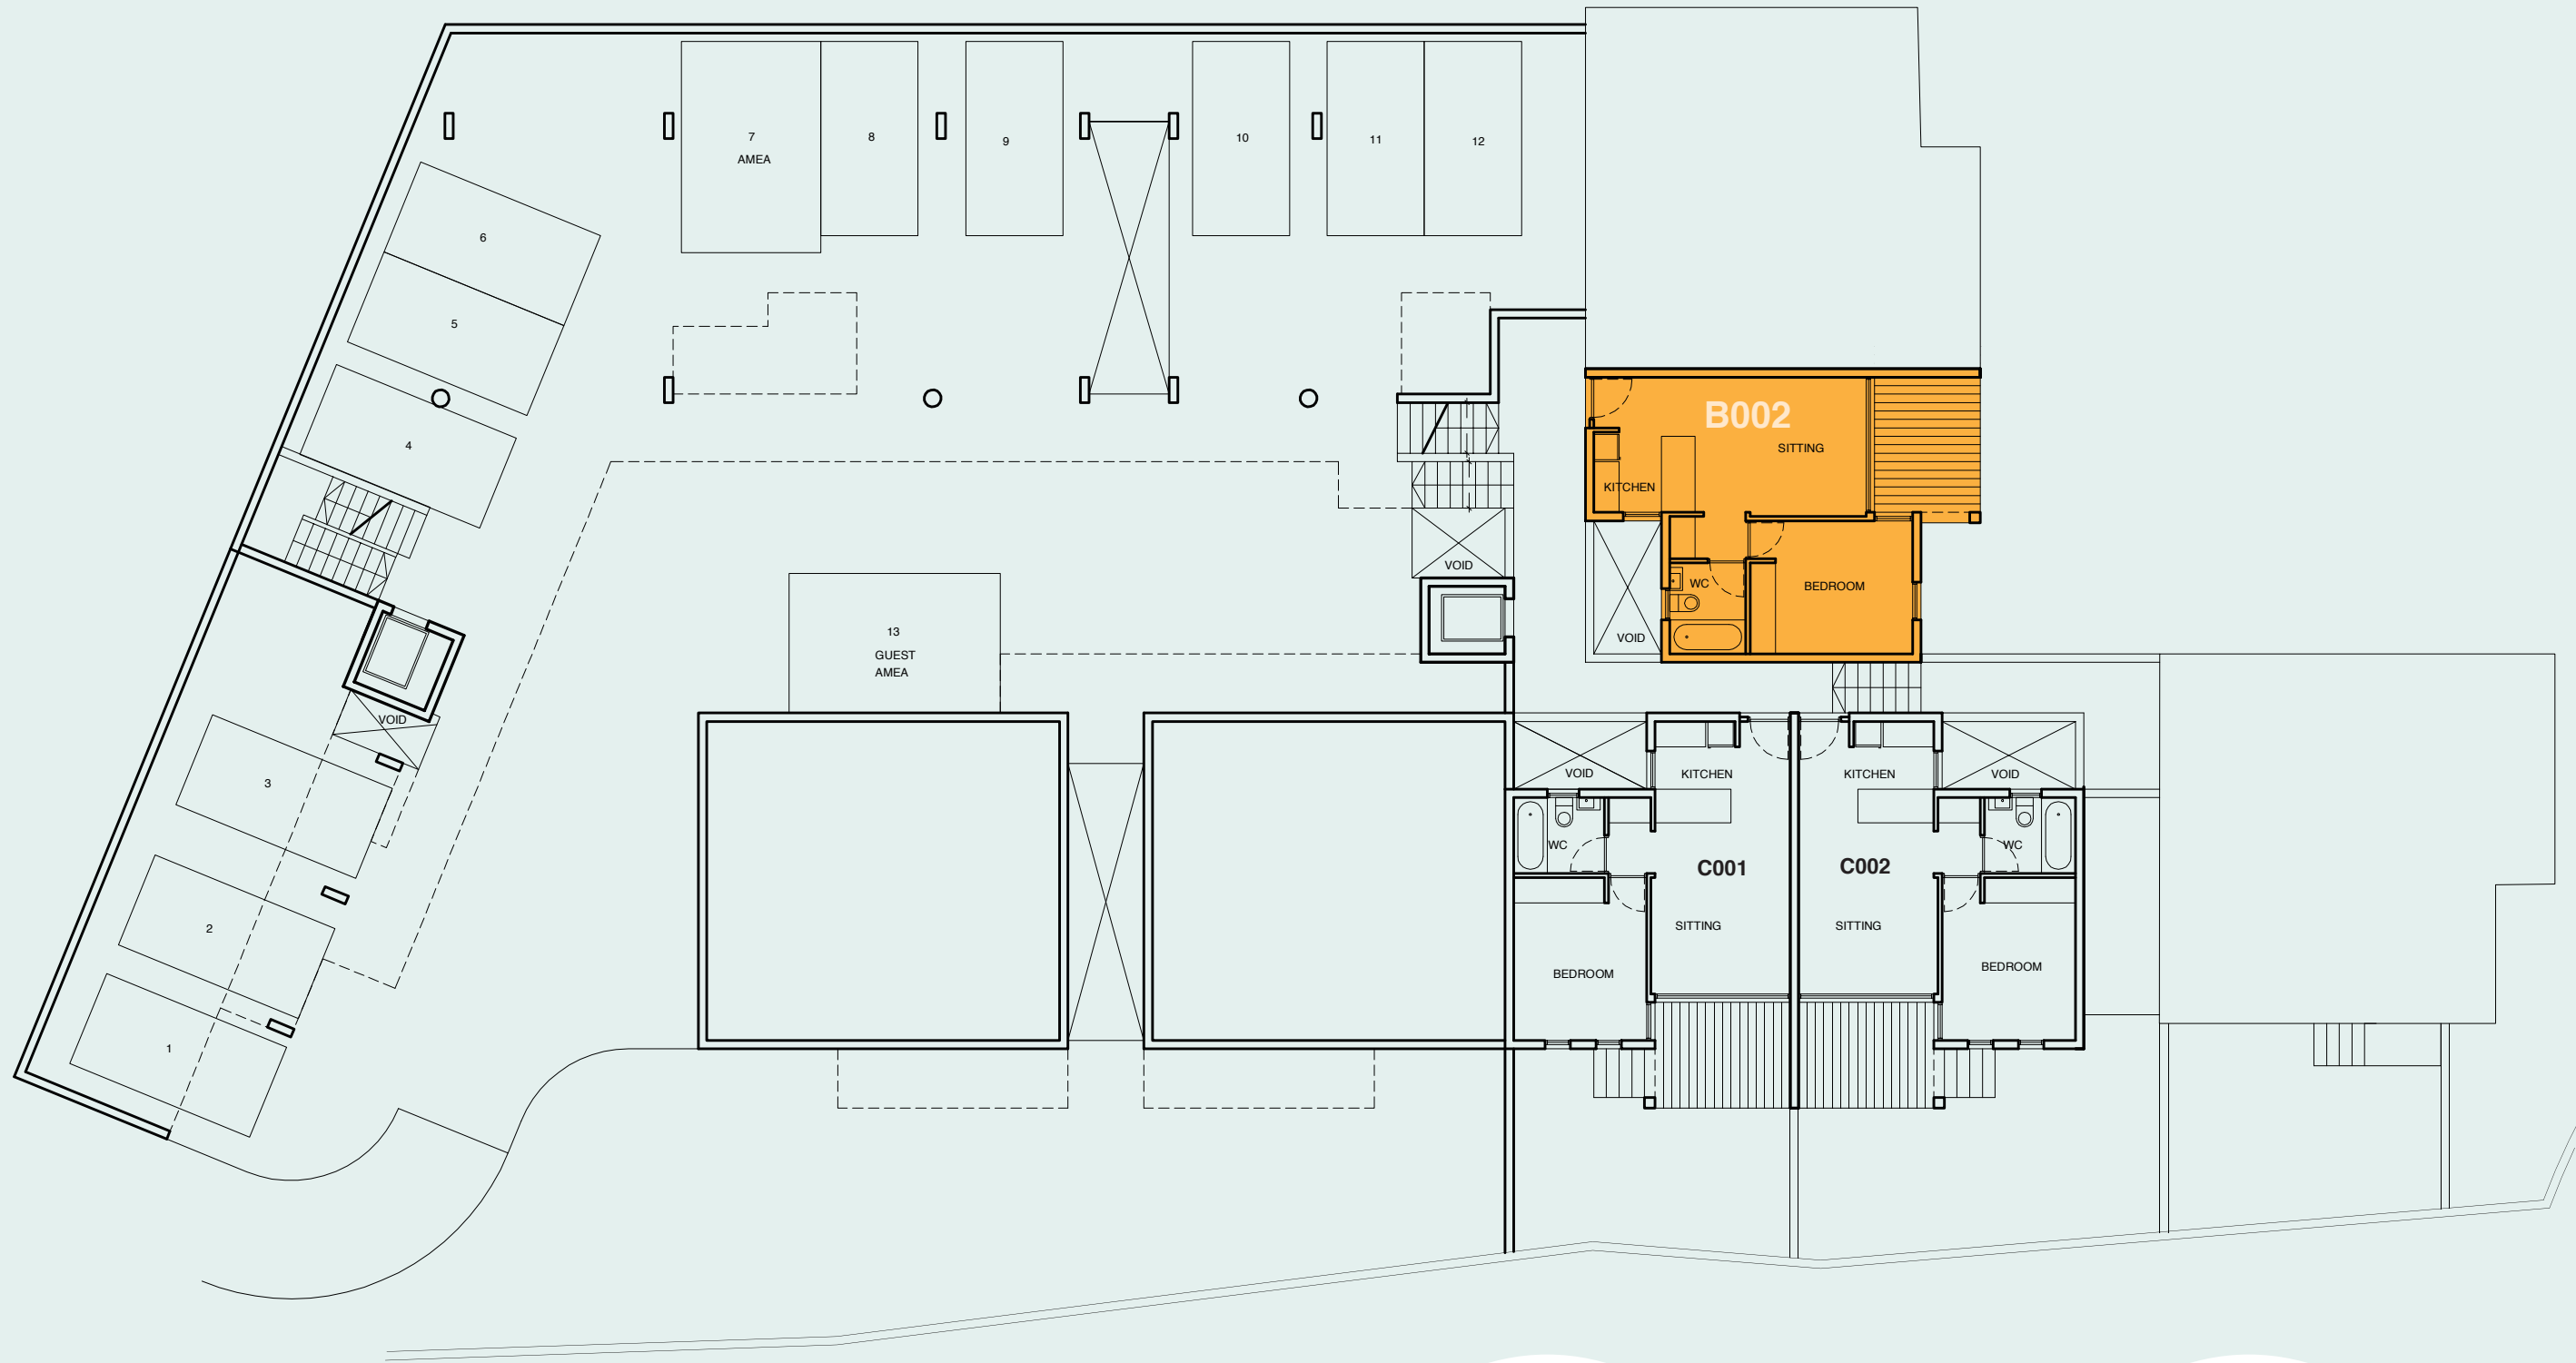 7
AMEA
8
9
10
11
12
6
5
4
B002
SITTING
KITCHEN
WC
BEDROOM
VOID
VOID
13
GUEST
AMEA
VOID
3
2
1
VOID
KITCHEN
KITCHEN
VOID
WC
WC
C001
C002
SITTING
SITTING
BEDROOM
BEDROOM